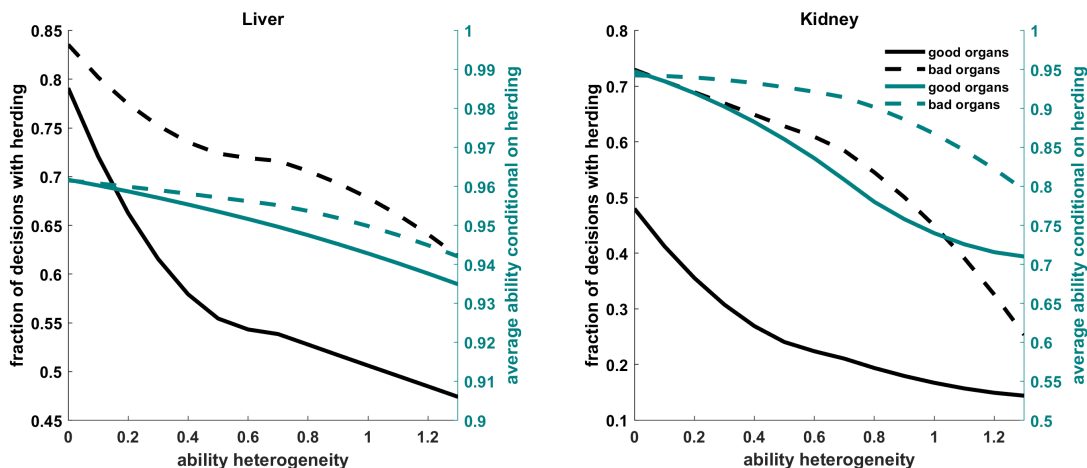 Liver
fraction of decisions with herding
0.85
0.8
0.75
0.7
0.65
0.6
0.55
0.5
0.45
1
0.99
0.98
0.97
0.96
0.95
0.94
0.93
0.92
0.91
0.9
average ability conditional on herding
0 0.2 0.4 0.6 0.8 1 1.2
ability heterogeneity
Kidney
fraction of decisions with herding
0.8
0.7
0.6
0.5
0.4
0.3
0.2
0.1
good organs
bad organs
good organs
bad organs
1
0.95
0.9
0.85
0.8
0.75
0.7
0.65
0.6
0.55
0.5
average ability conditional on herding
0 0.2 0.4 0.6 0.8 1 1.2
ability heterogeneity